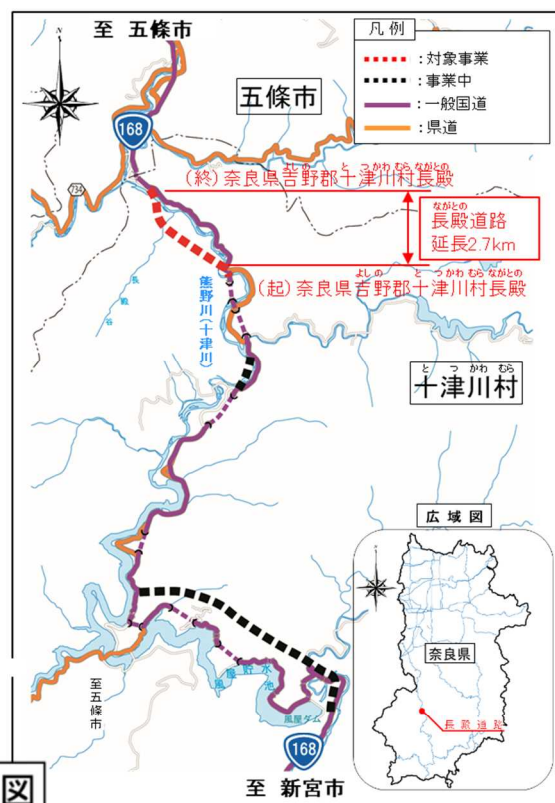 至 五條市
凡例
：対象事業
：事業中
：一般国道
：県道
N
168
五條市
734
よしの と つかわ むら ながとの
(終)奈良県吉野郡十津川村長殿
ながとの
長殿道路
延長2.7km
よしの と つかわ むら ながとの
(起)奈良県吉野郡十津川村長殿
長殿谷
熊野川(十津川)
と つ かわ むら
十津川村
広域図
奈良県
長殿道路
至五條市
風屋貯水池
風屋ダム
168
至 新宮市
図